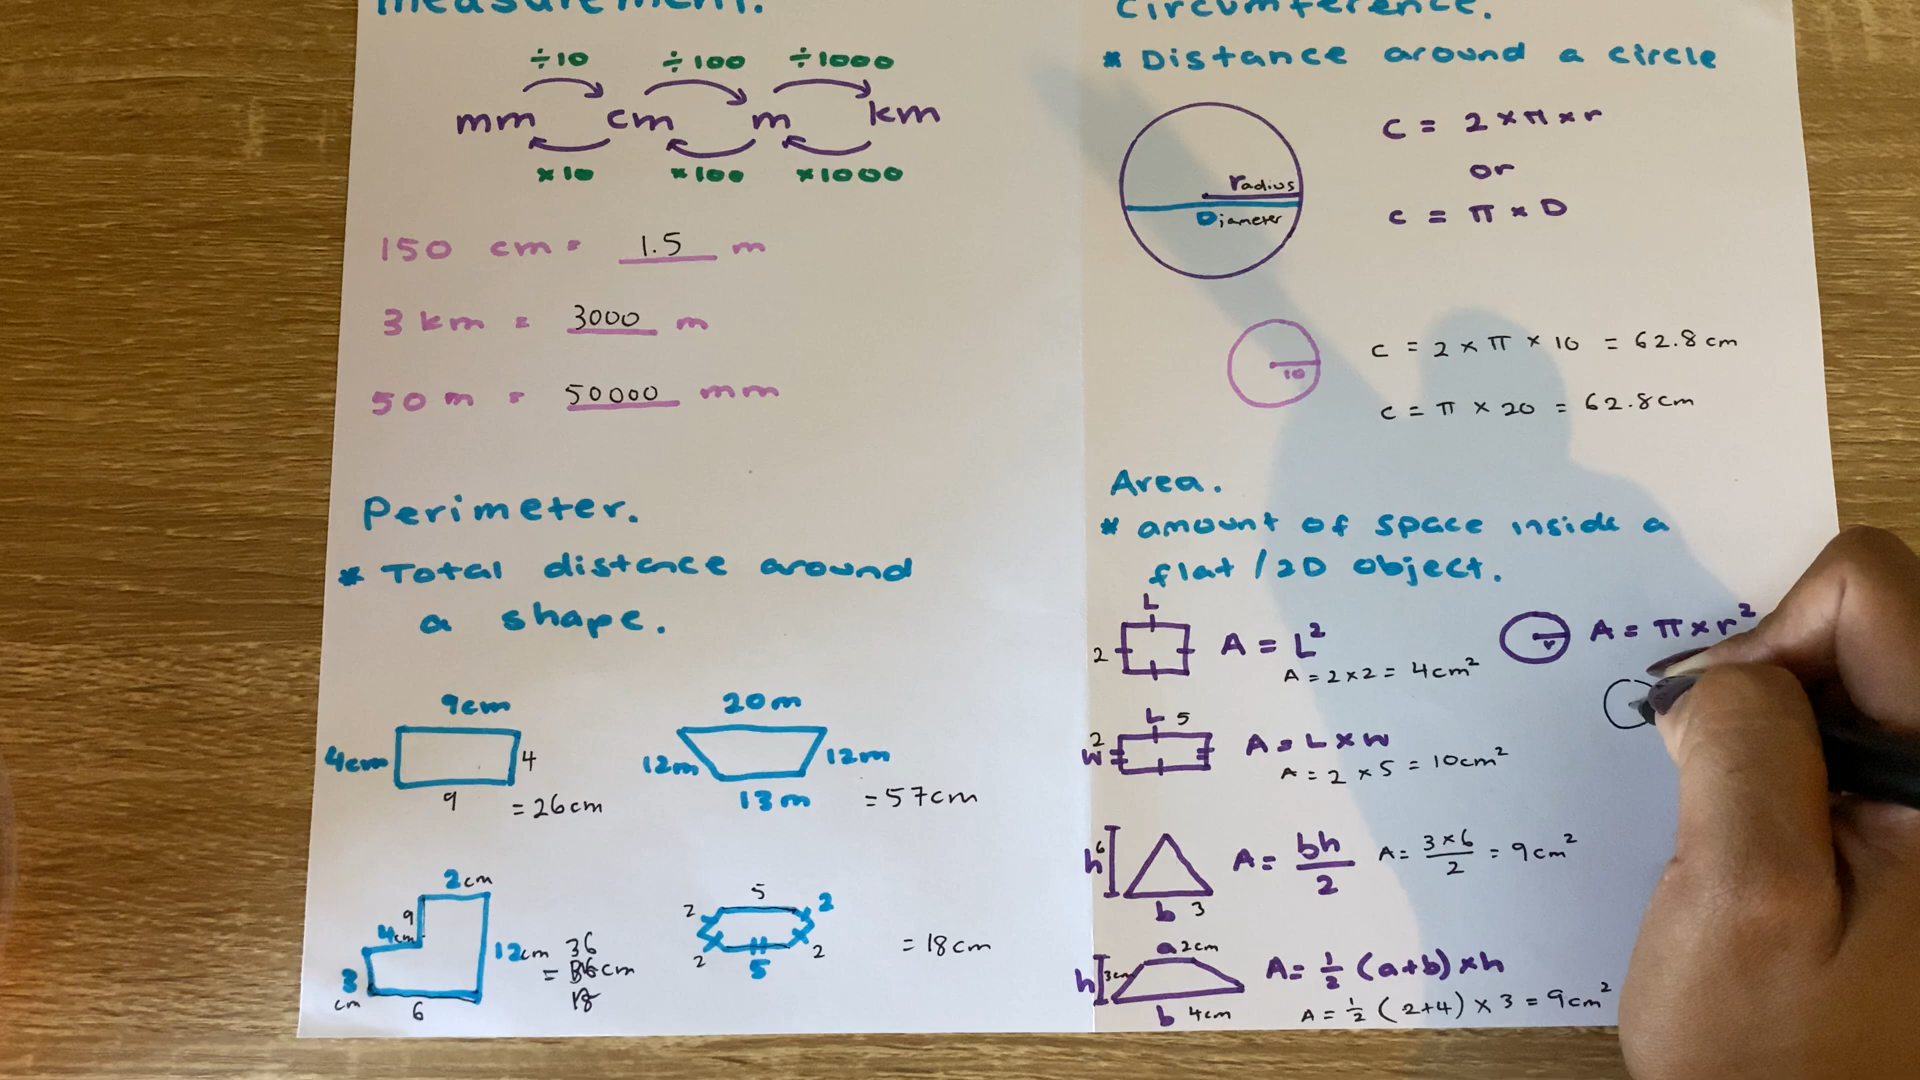 Measurement.
÷10 ÷100 ÷1000
mm cm m km
×10 ×100 ×1000
150 cm = 1.5 m
3 km = 3000 m
50 m = 50000 mm
Perimeter.
* Total distance around
a shape.
9cm
4cm 4
9 = 26cm
20m
12m 12m
13m = 57cm
2cm
9
4cm
12cm 36
3 = cm
cm 18
6
5
2 2
2 2
5
= 18cm
Circumference.
* Distance around a circle
radius
Diameter
C = 2 × π × r
or
C = π × D
10
C = 2 × π × 10 = 62.8cm
C = π × 20 = 62.8cm
Area.
* amount of space inside a
flat / 2D object.
L
2 A = L²
A = 2×2 = 4cm²
L 5
2
W A = L × W
A = 2 × 5 = 10cm²
h 6
b 3
A = bh/2 A = 3×6/2 = 9cm²
a 2cm
h 3cm
b 4cm
A = ½ (a+b) × h
A = ½ (2+4) × 3 = 9cm²
r A = π × r²